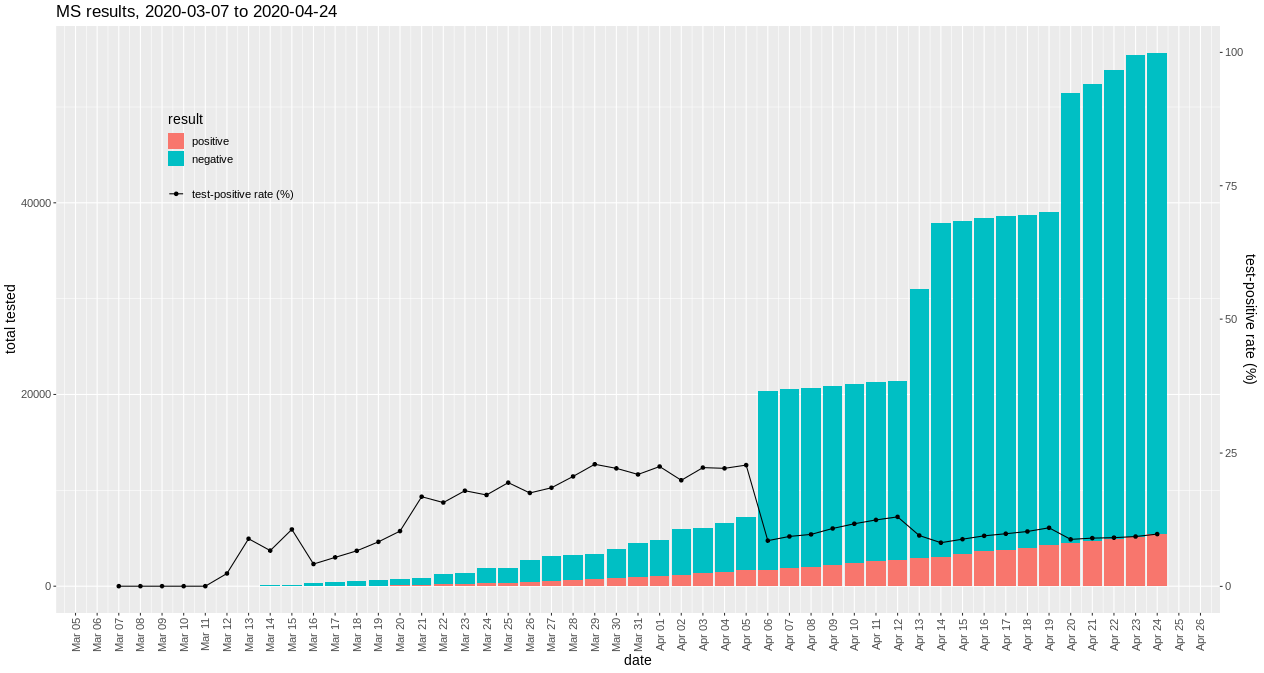 MS results, 2020-03-07 to 2020-04-24
result
positive
negative
test-positive rate (%)
total tested
40000
20000
0
100
75
50
25
0
test-positive rate (%)
Mar 05
Mar 06
Mar 07
Mar 08
Mar 09
Mar 10
Mar 11
Mar 12
Mar 13
Mar 14
Mar 15
Mar 16
Mar 17
Mar 18
Mar 19
Mar 20
Mar 21
Mar 22
Mar 23
Mar 24
Mar 25
Mar 26
Mar 27
Mar 28
Mar 29
Mar 30
Mar 31
Apr 01
Apr 02
Apr 03
Apr 04
Apr 05
Apr 06
Apr 07
Apr 08
Apr 09
Apr 10
Apr 11
Apr 12
Apr 13
Apr 14
Apr 15
Apr 16
Apr 17
Apr 18
Apr 19
Apr 20
Apr 21
Apr 22
Apr 23
Apr 24
Apr 25
Apr 26
date